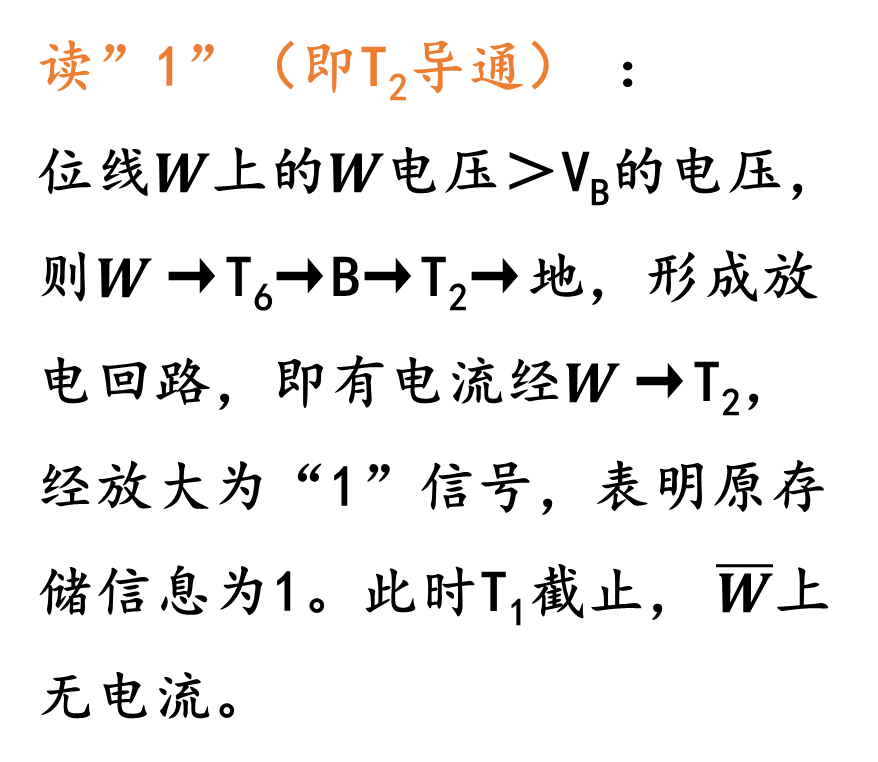 读”1”（即T₂导通）：
位线W上的W电压＞V_B的电压，
则W→T₆→B→T₂→地，形成放
电回路，即有电流经W→T₂，
经放大为“1”信号，表明原存
储信息为1。此时T₁截止，W̅上
无电流。